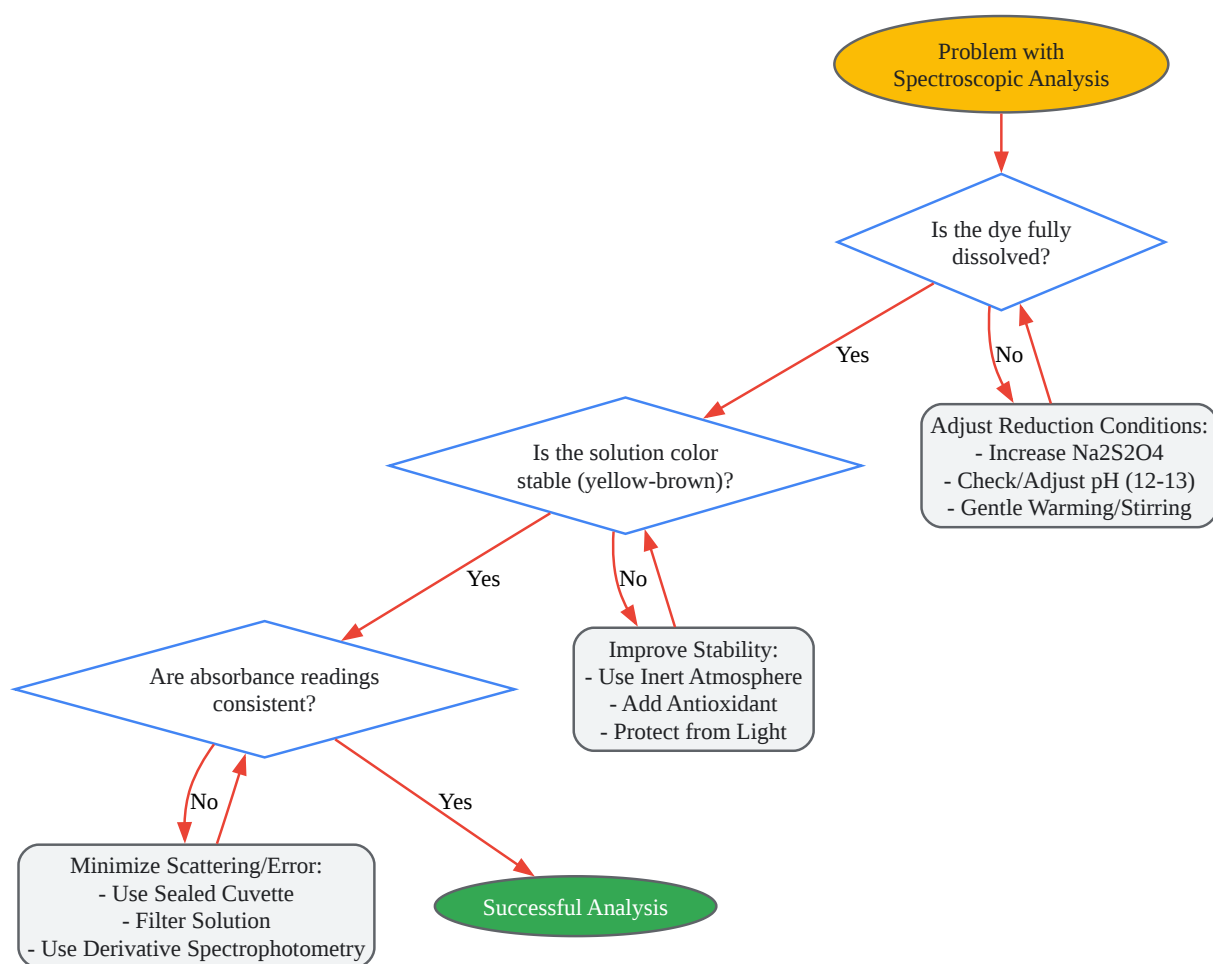 Problem with
Spectroscopic Analysis
Is the dye fully
dissolved?
Yes
No
Adjust Reduction Conditions:
- Increase Na2S2O4
- Check/Adjust pH (12-13)
- Gentle Warming/Stirring
Is the solution color
stable (yellow-brown)?
Yes
No
Improve Stability:
- Use Inert Atmosphere
- Add Antioxidant
- Protect from Light
Are absorbance readings
consistent?
No
Yes
Minimize Scattering/Error:
- Use Sealed Cuvette
- Filter Solution
- Use Derivative Spectrophotometry
Successful Analysis